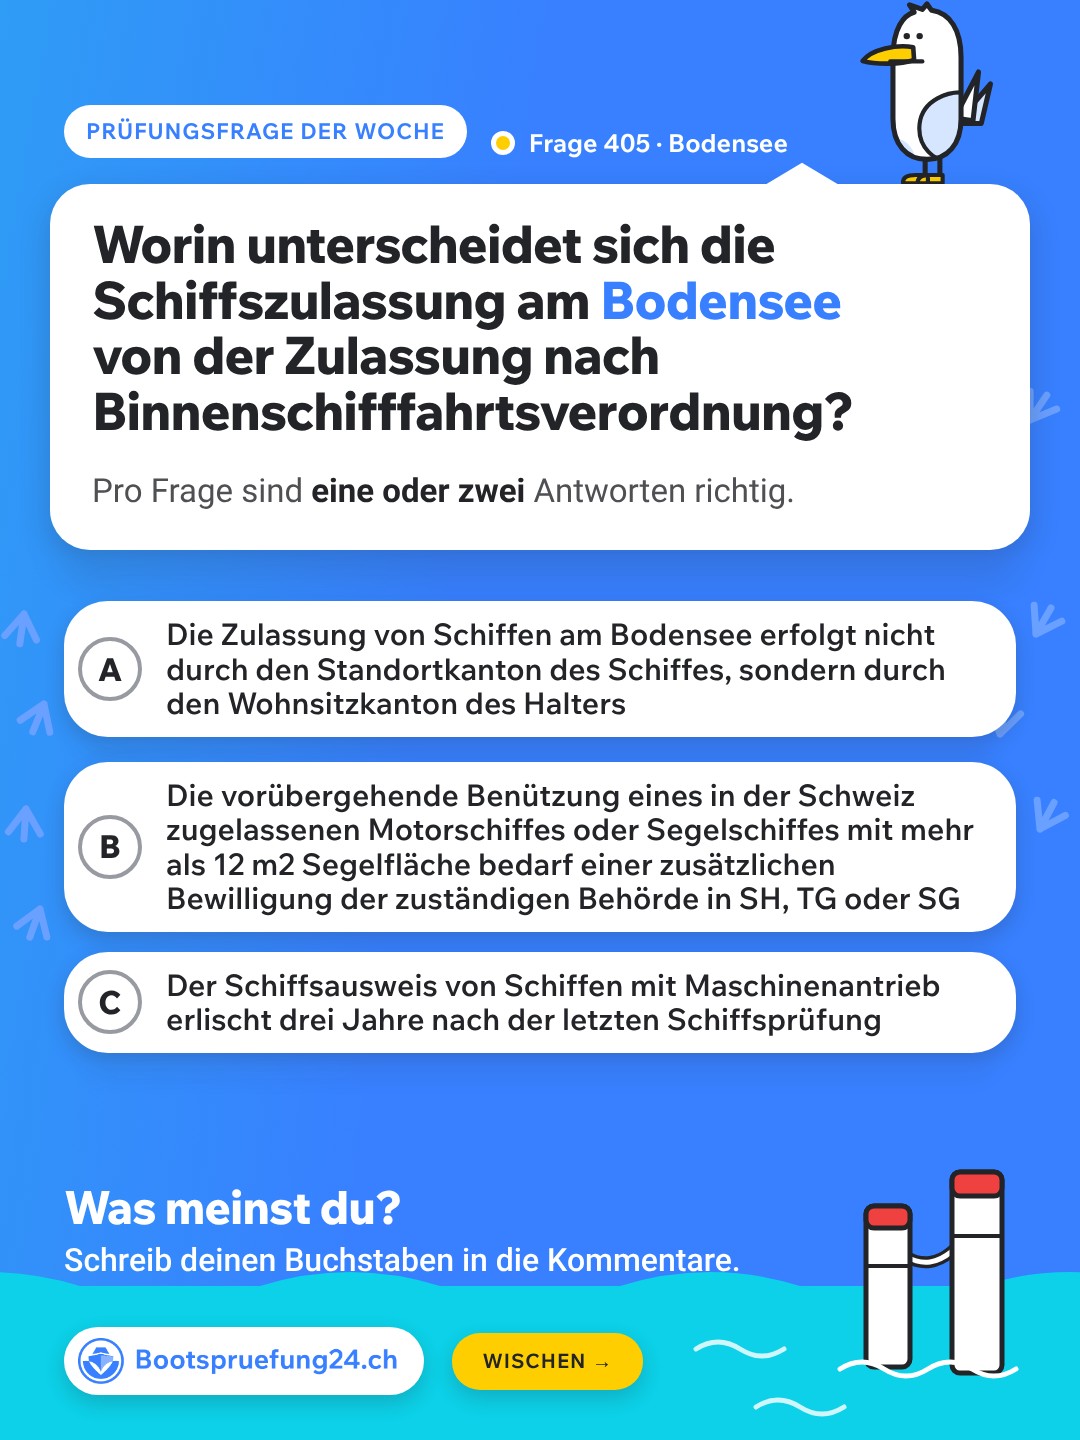 PRÜFUNGSFRAGE DER WOCHE
Frage 405 · Bodensee
Worin unterscheidet sich die
Schiffszulassung am Bodensee
von der Zulassung nach
Binnenschifffahrtsverordnung?
Pro Frage sind eine oder zwei Antworten richtig.
A
Die Zulassung von Schiffen am Bodensee erfolgt nicht
durch den Standortkanton des Schiffes, sondern durch
den Wohnsitzkanton des Halters
B
Die vorübergehende Benützung eines in der Schweiz
zugelassenen Motorschiffes oder Segelschiffes mit mehr
als 12 m2 Segelfläche bedarf einer zusätzlichen
Bewilligung der zuständigen Behörde in SH, TG oder SG
C
Der Schiffsausweis von Schiffen mit Maschinenantrieb
erlischt drei Jahre nach der letzten Schiffsprüfung
Was meinst du?
Schreib deinen Buchstaben in die Kommentare.
Bootspruefung24.ch
WISCHEN →